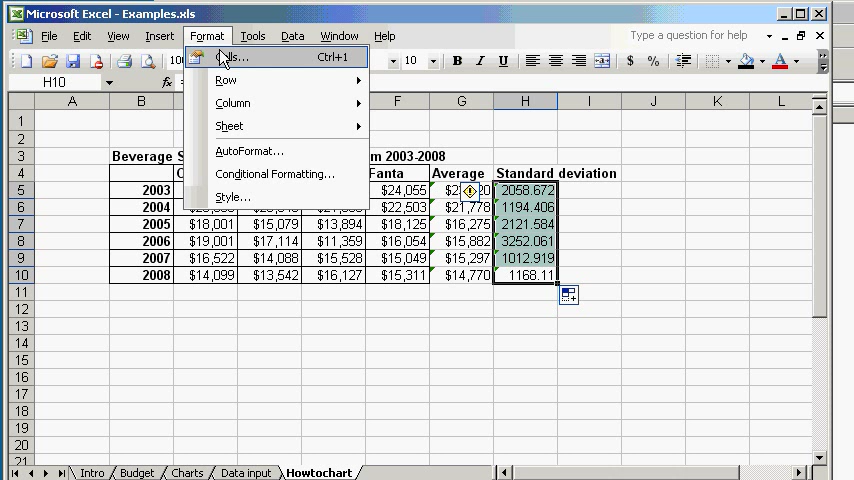 Microsoft Excel - Examples.xls
File Edit View Insert Format Tools Data Window Help Type a question for help
Cells... Ctrl+1
10 B I U
H10 fx
Row
Column
Sheet
AutoFormat...
Conditional Formatting...
Style...
A B F G H I J K L
1
2
3 Beverage S m 2003-2008
4 C Fanta Average Standard deviation
5 2003 $24,055 2058.672
6 2004 $22,503 $21,778 1194.406
7 2005 $18,001 $15,079 $13,894 $18,125 $16,275 2121.584
8 2006 $19,001 $17,114 $11,359 $16,054 $15,882 3252.061
9 2007 $16,522 $14,088 $15,528 $15,049 $15,297 1012.919
10 2008 $14,099 $13,542 $16,127 $15,311 $14,770 1168.11
11
12
13
14
15
16
17
18
19
20
21
Intro Budget Charts Data input Howtochart